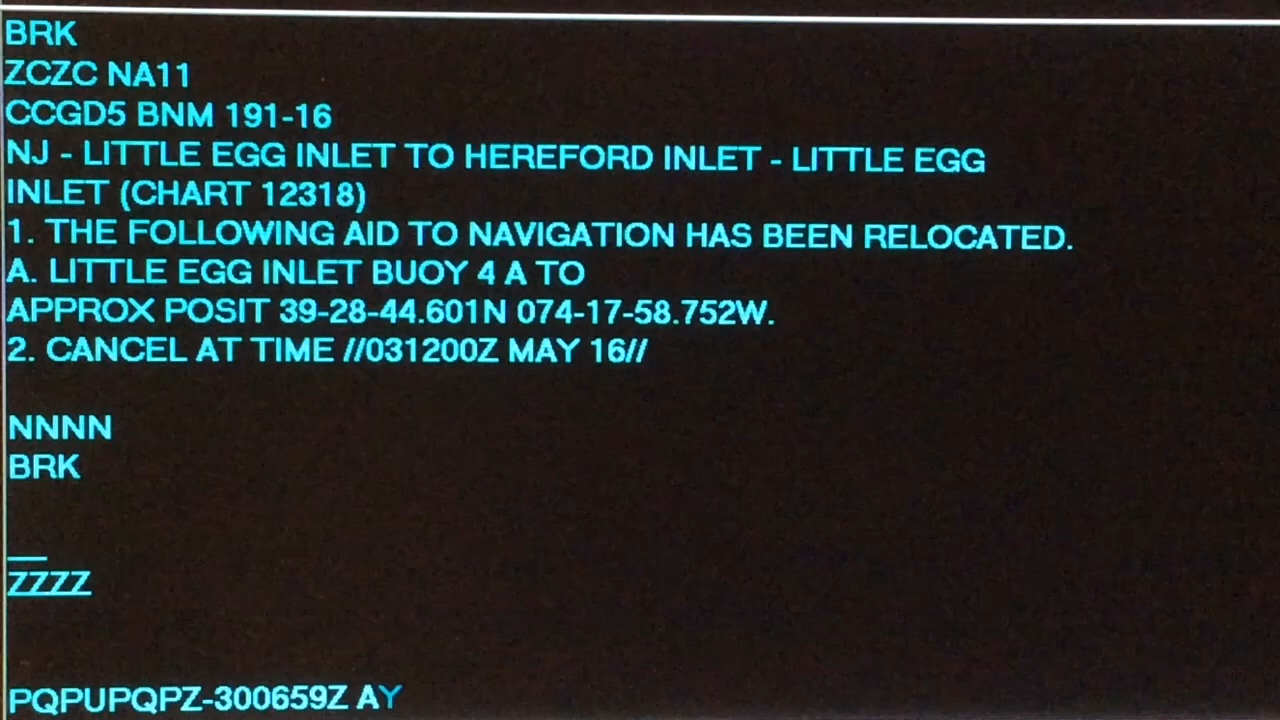 BRK
ZCZC NA11
CCGD5 BNM 191-16
NJ - LITTLE EGG INLET TO HEREFORD INLET - LITTLE EGG
INLET (CHART 12318)
1. THE FOLLOWING AID TO NAVIGATION HAS BEEN RELOCATED.
A. LITTLE EGG INLET BUOY 4 A TO
APPROX POSIT 39-28-44.601N 074-17-58.752W.
2. CANCEL AT TIME //031200Z MAY 16//
NNNN
BRK
__
ZZZZ
PQPUPQPZ-300659Z AY